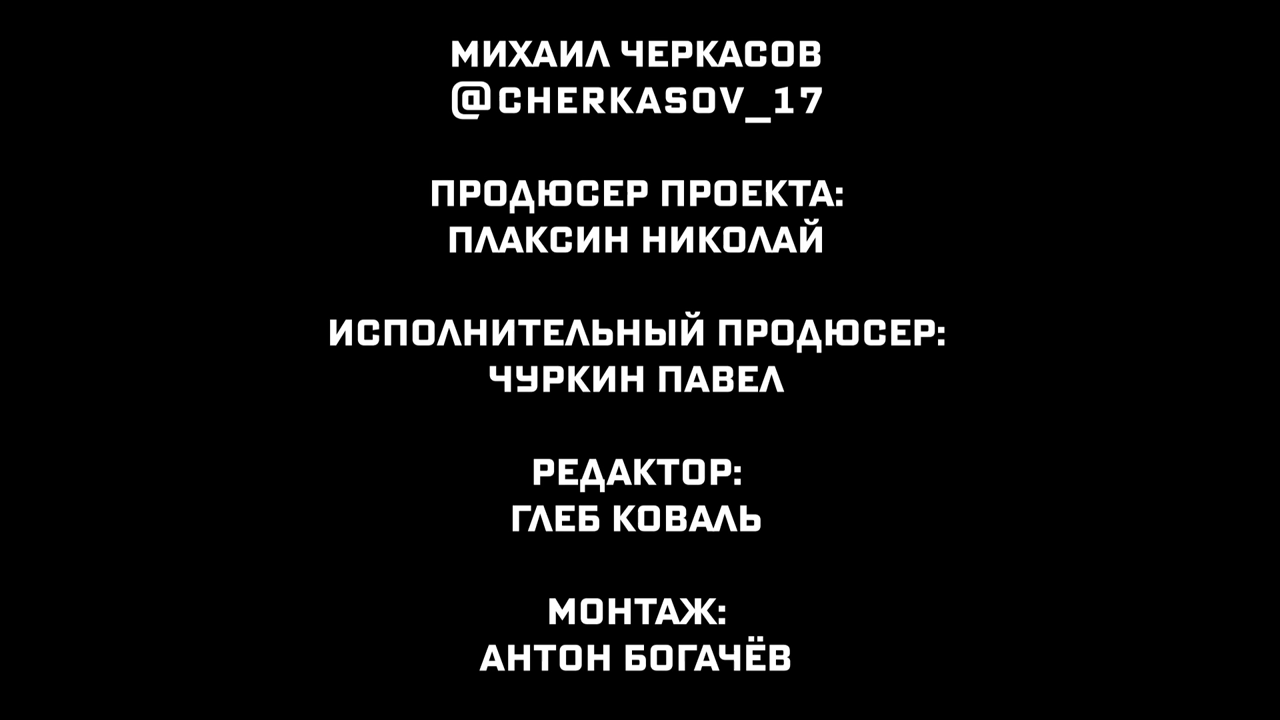 МИХАИЛ ЧЕРКАСОВ
@CHERKASOV_17
ПРОДЮСЕР ПРОЕКТА:
ПЛАКСИН НИКОЛАЙ
ИСПОЛНИТЕЛЬНЫЙ ПРОДЮСЕР:
ЧУРКИН ПАВЕЛ
РЕДАКТОР:
ГЛЕБ КОВАЛЬ
МОНТАЖ:
АНТОН БОГАЧЁВ